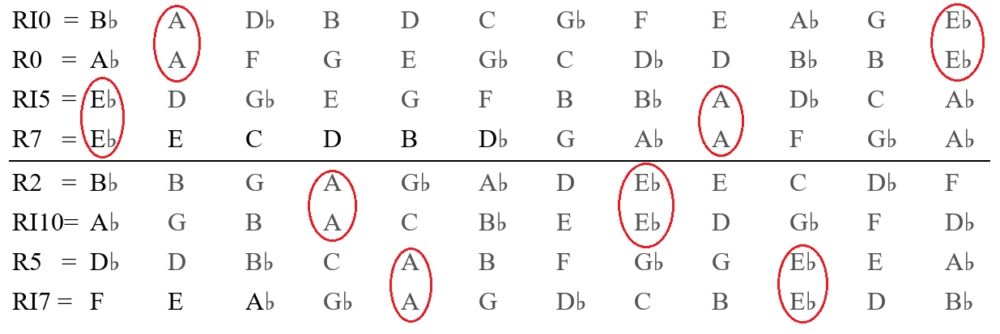 RI0 = B♭ A D♭ B D C G♭ F E A♭ G E♭
R0 = A♭ A F G E G♭ C D♭ D B♭ B E♭
RI5 = E♭ D G♭ E G F B B♭ A D♭ C A♭
R7 = E♭ E C D B D♭ G A♭ A F G♭ A♭
R2 = B♭ B G A G♭ A♭ D E♭ E C D♭ F
RI10= A♭ G B A C B♭ E E♭ D G♭ F D♭
R5 = D♭ D B♭ C A B F G♭ G E♭ E A♭
RI7 = F E A♭ G♭ A G D♭ C B E♭ D B♭